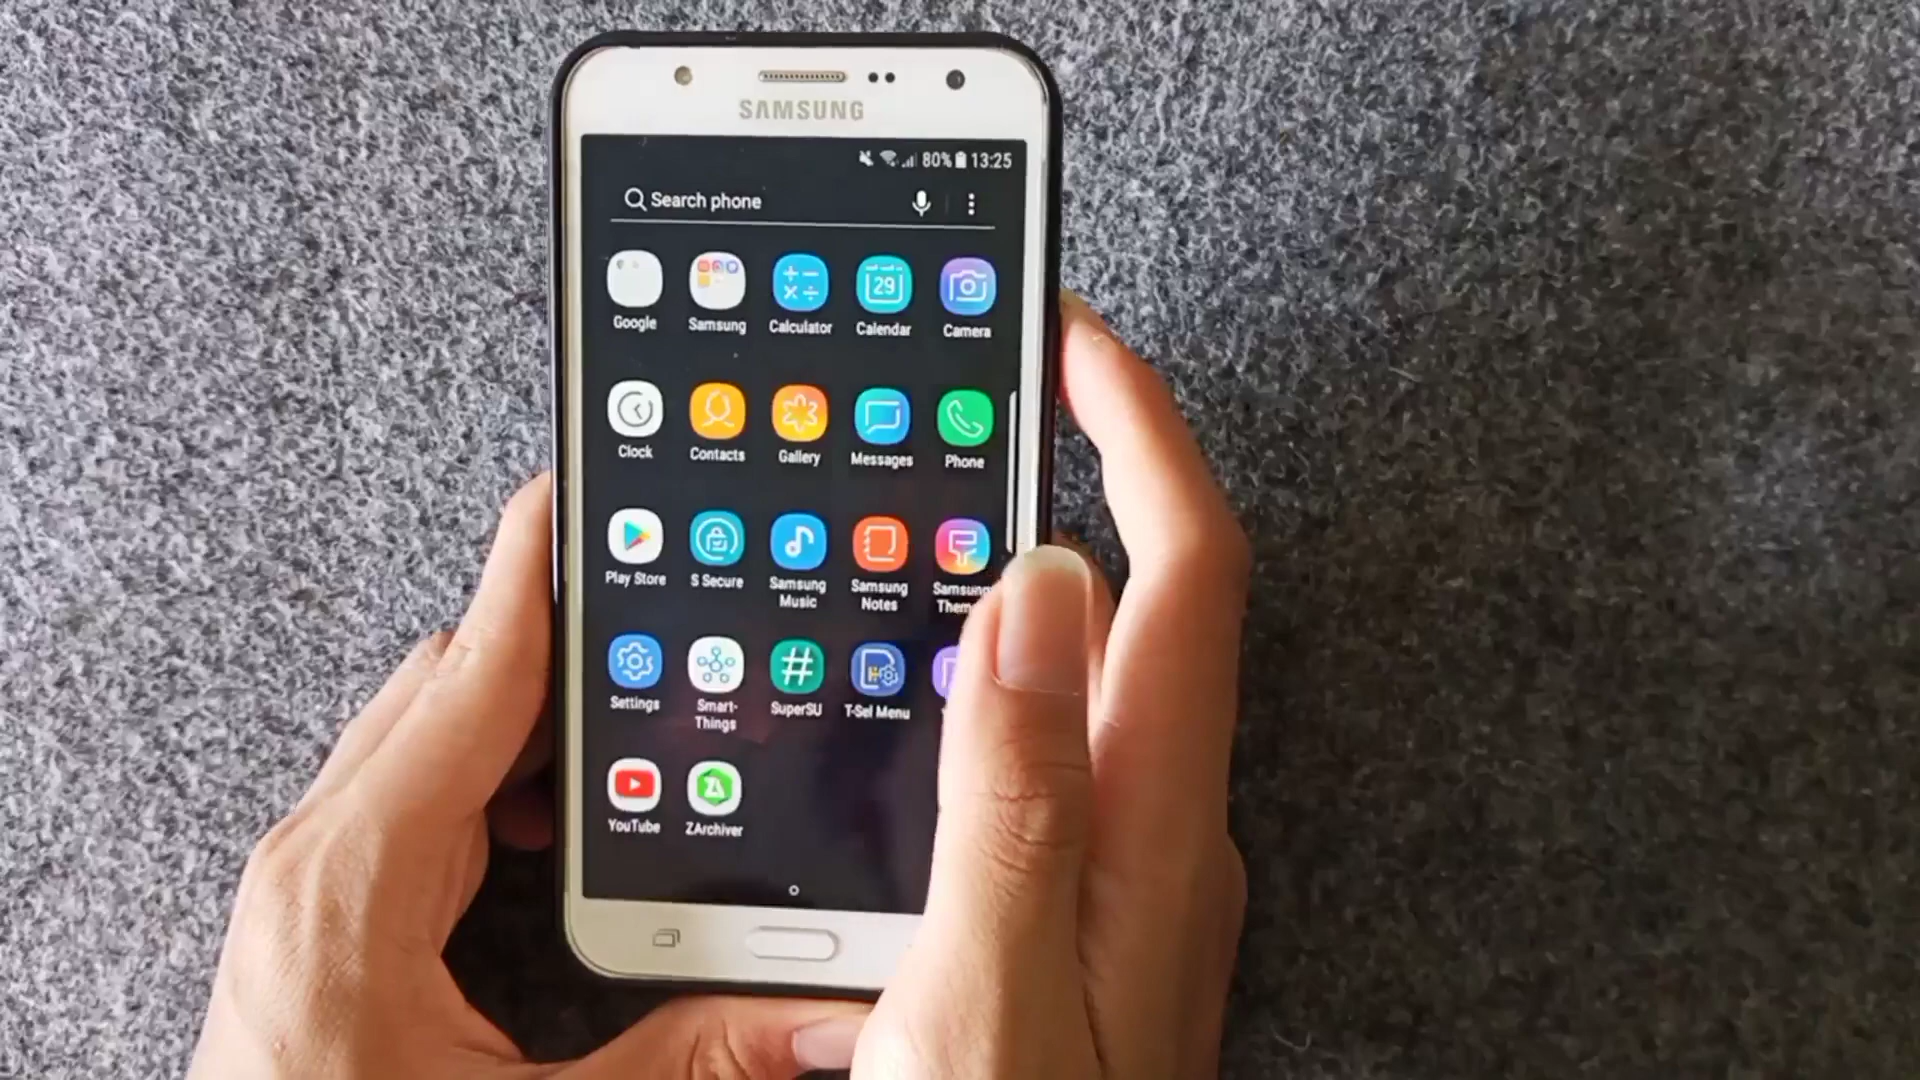 SAMSUNG
80% 13:25
Search phone
29
Google
Samsung
Calculator
Calendar
Camera
Clock
Contacts
Gallery
Messages
Phone
Play Store
S Secure
Samsung
Music
Samsung
Notes
Samsung
Settings
Smart-
Things
#
SuperSU
T-Sel Menu
YouTube
ZArchiver